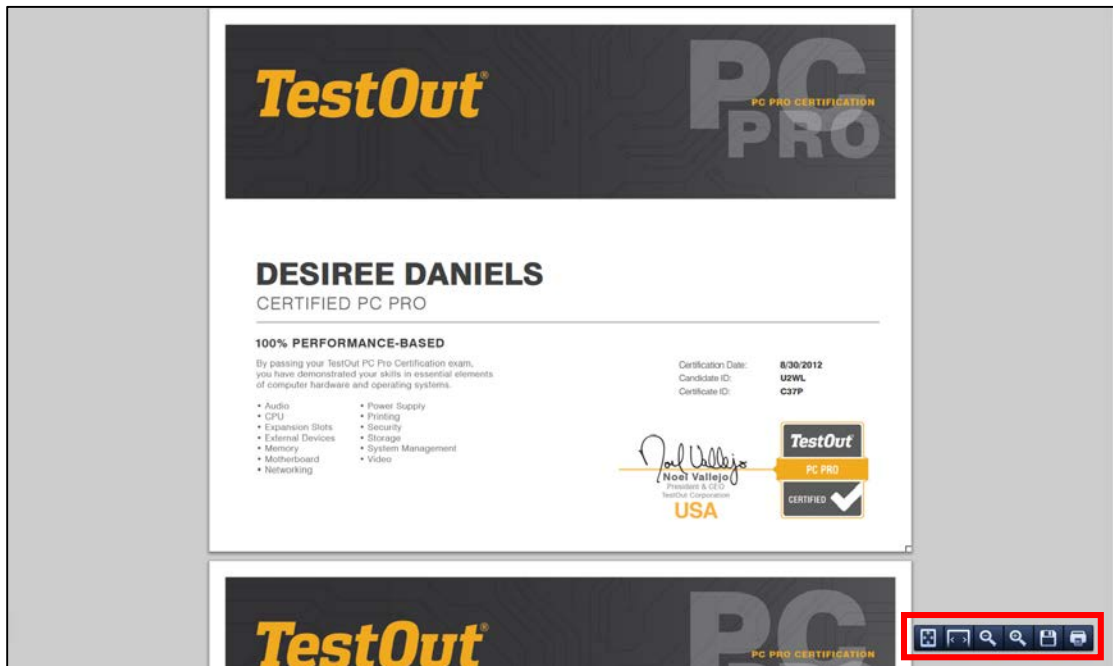 TestOut®
PC
PC PRO CERTIFICATION
PRO
DESIREE DANIELS
CERTIFIED PC PRO
100% PERFORMANCE-BASED
By passing your TestOut PC Pro Certification exam,
you have demonstrated your skills in essential elements
of computer hardware and operating systems.
• Audio
• CPU
• Expansion Slots
• External Devices
• Memory
• Motherboard
• Networking
• Power Supply
• Printing
• Security
• Storage
• System Management
• Video
Certification Date: 8/30/2012
Candidate ID: U2WL
Certificate ID: C37P
Noel Vallejo
Noel Vallejo
President & CEO
TestOut Corporation
USA
TestOut
PC PRO
CERTIFIED
TestOut®
PC
PC PRO CERTIFICATION